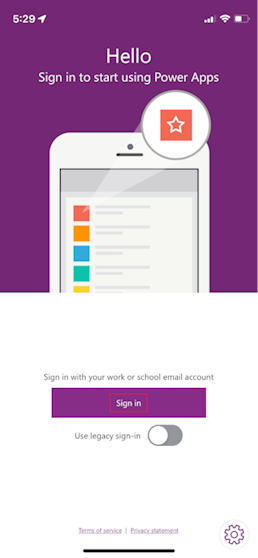 5:29
Hello
Sign in to start using Power Apps
Sign in with your work or school email account
Sign in
Use legacy sign-in
Terms of service | Privacy statement